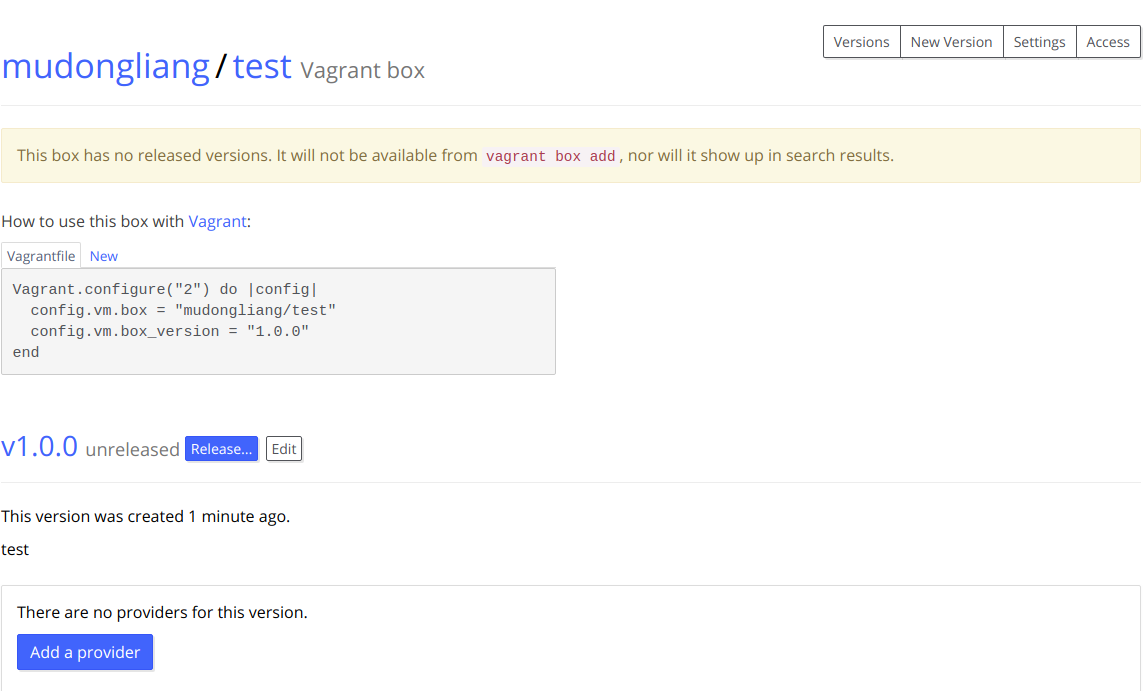 Versions New Version Settings Access
mudongliang/test Vagrant box
This box has no released versions. It will not be available from vagrant box add, nor will it show up in search results.
How to use this box with Vagrant:
Vagrantfile New
Vagrant.configure("2") do |config|
  config.vm.box = "mudongliang/test"
  config.vm.box_version = "1.0.0"
end
v1.0.0 unreleased Release... Edit
This version was created 1 minute ago.
test
There are no providers for this version.
Add a provider